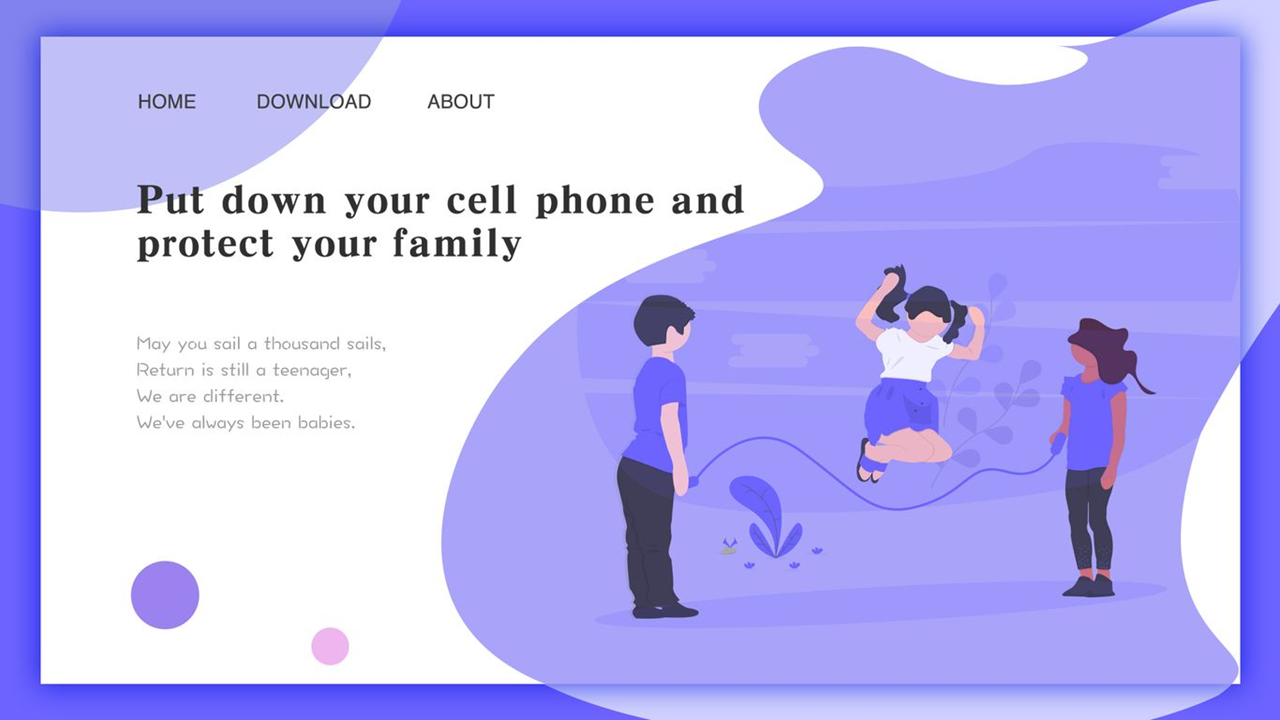 HOME DOWNLOAD ABOUT
Put down your cell phone and
protect your family
May you sail a thousand sails,
Return is still a teenager,
We are different.
We've always been babies.